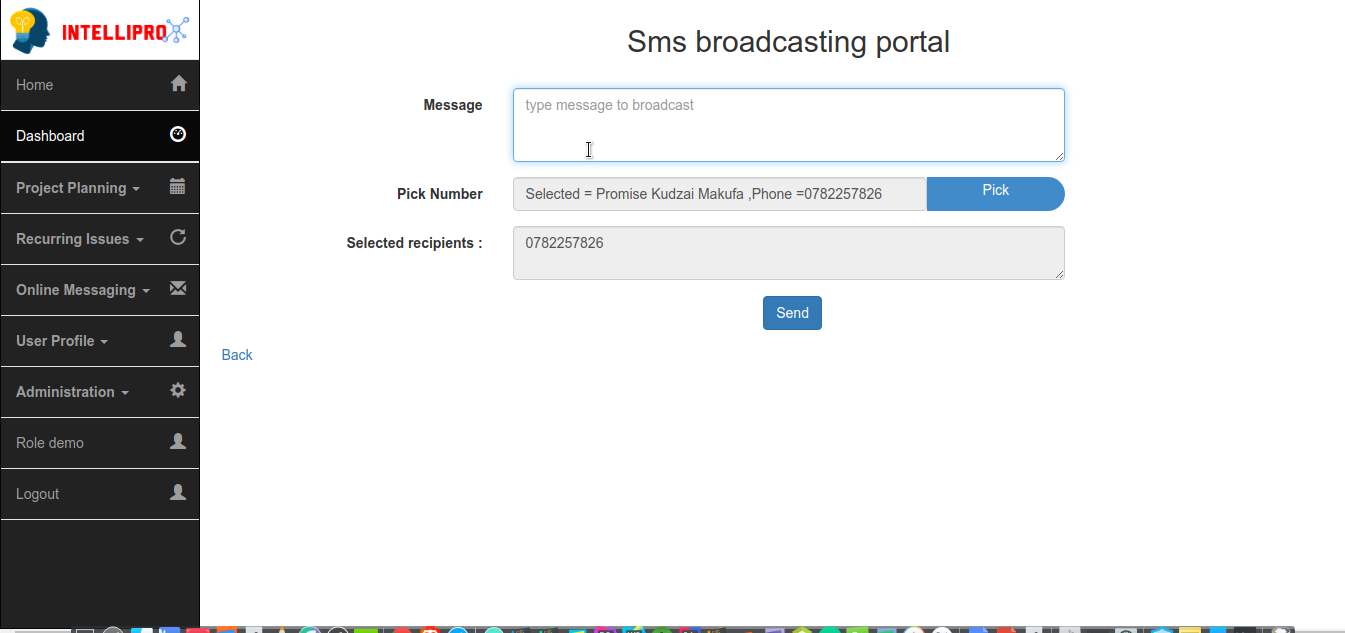 INTELLIPRO
Home
Dashboard
Project Planning
Recurring Issues
Online Messaging
User Profile
Administration
Role demo
Logout
Sms broadcasting portal
Message
type message to broadcast
Pick Number
Selected = Promise Kudzai Makufa ,Phone =0782257826
Pick
Selected recipients :
0782257826
Send
Back